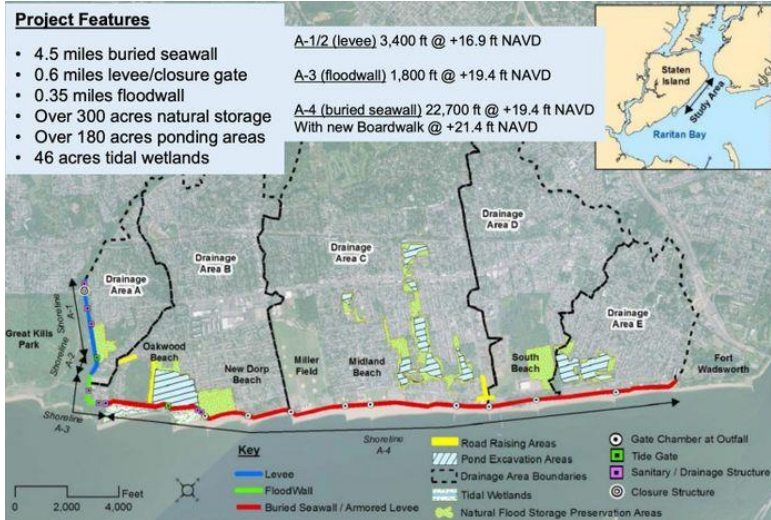 Project Features
• 4.5 miles buried seawall
• 0.6 miles levee/closure gate
• 0.35 miles floodwall
• Over 300 acres natural storage
• Over 180 acres ponding areas
• 46 acres tidal wetlands
A-1/2 (levee) 3,400 ft @ +16.9 ft NAVD
A-3 (floodwall) 1,800 ft @ +19.4 ft NAVD
A-4 (buried seawall) 22,700 ft @ +19.4 ft NAVD
With new Boardwalk @ +21.4 ft NAVD
Staten
Island
Study Area
Raritan Bay
Drainage
Area A
Drainage
Area B
Drainage
Area C
Drainage
Area D
Drainage
Area E
Great Kills
Park
Shoreline
A-1
Shoreline
A-2
Shoreline
A-3
Oakwood
Beach
New Dorp
Beach
Miller
Field
Midland
Beach
South
Beach
Fort
Wadsworth
Shoreline
A-4
0 2,000 4,000 Feet
Key
Levee
FloodWall
Buried Seawall / Armored Levee
Road Raising Areas
Pond Excavation Areas
Drainage Area Boundaries
Tidal Wetlands
Natural Flood Storage Preservation Areas
Gate Chamber at Outfall
Tide Gate
Sanitary / Drainage Structure
Closure Structure